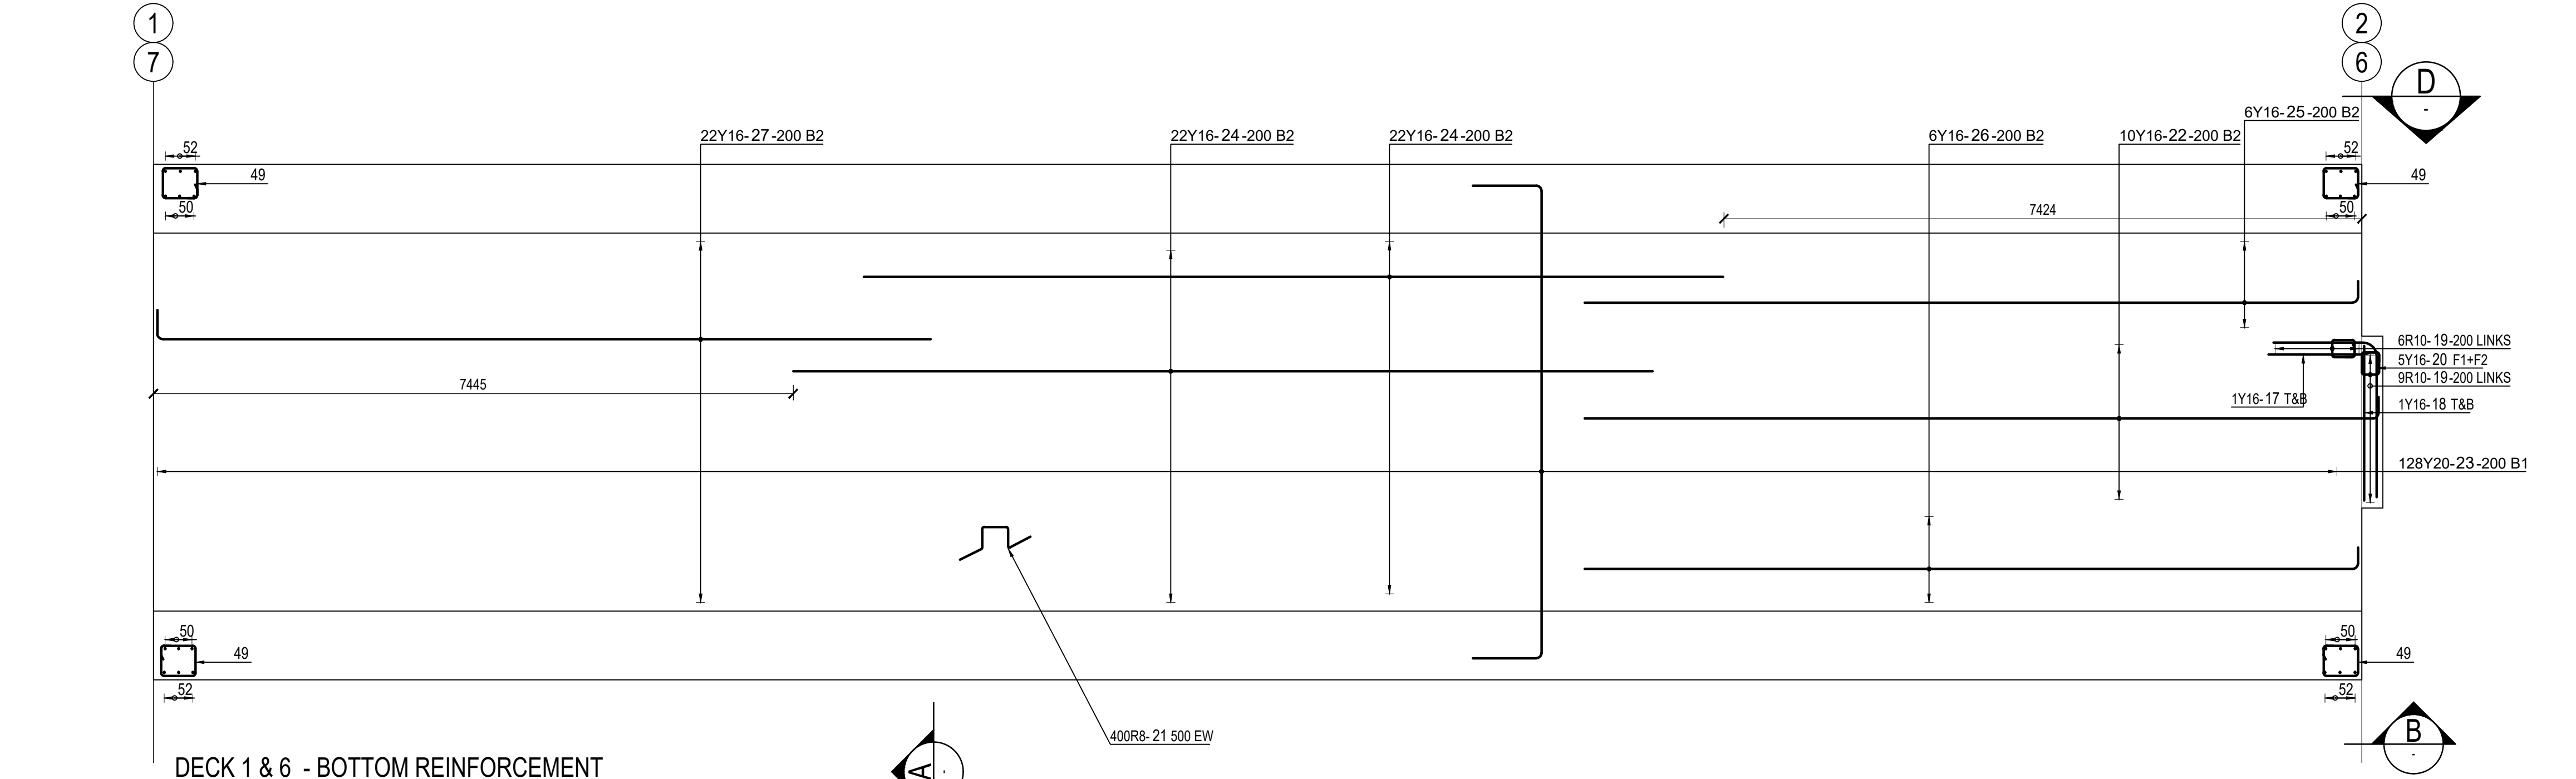 1
2
7
6
D
-
6Y16-25-200 B2
22Y16-27-200 B2
22Y16-24-200 B2
22Y16-24-200 B2
6Y16-26-200 B2
10Y16-22-200 B2
52
52
49
49
50
50
7424
6R10-19-200 LINKS
5Y16-20 F1+F2
9R10-19-200 LINKS
7445
1Y16-17 T&B
1Y16-18 T&B
128Y20-23-200 B1
50
50
49
49
52
52
400R8-21 500 EW
B
-
DECK 1 & 6 - BOTTOM REINFORCEMENT
A
-